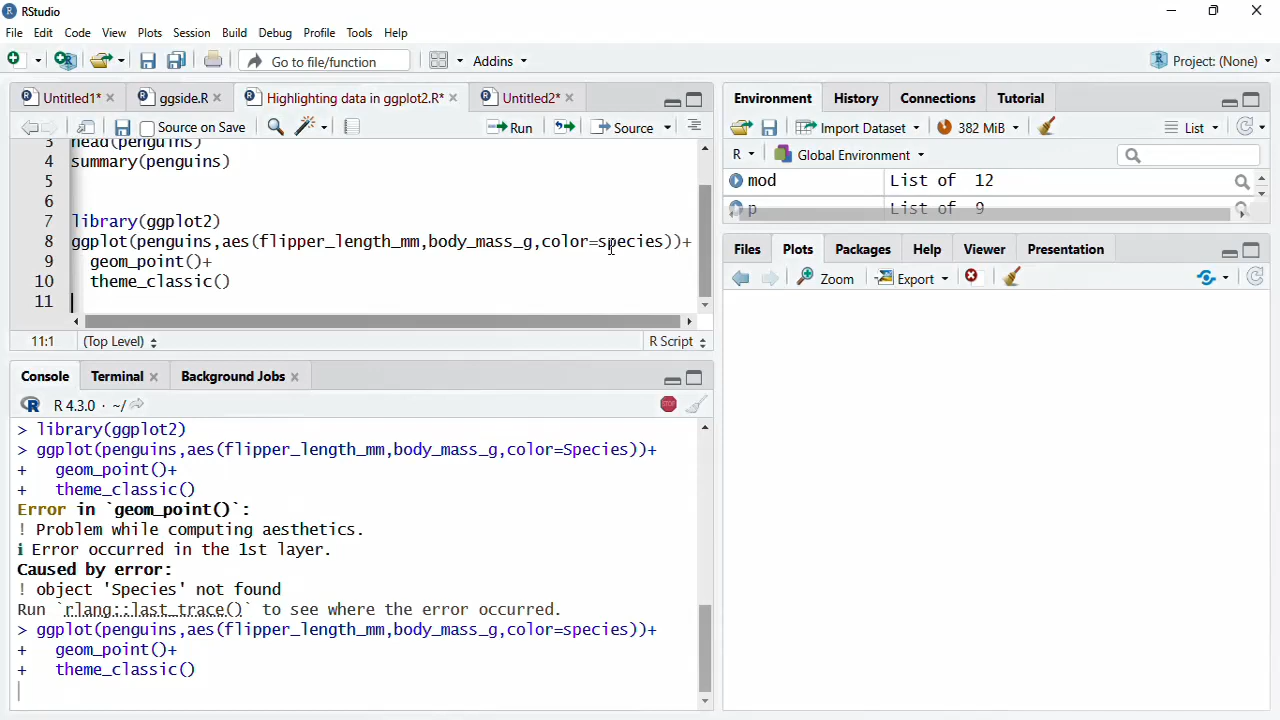 RStudio
File Edit Code View Plots Session Build Debug Profile Tools Help
Go to file/function Addins Project: (None)
Untitled1* ggside.R Highlighting data in ggplot2.R* Untitled2*
Source on Save Run Source
3 head(penguins)
4 summary(penguins)
5
6
7 library(ggplot2)
8 ggplot(penguins,aes(flipper_length_mm,body_mass_g,color=species))+
9 geom_point()+
10 theme_classic()
11
11:1 (Top Level) R Script
Console Terminal Background Jobs
R 4.3.0 · ~/
> library(ggplot2)
> ggplot(penguins,aes(flipper_length_mm,body_mass_g,color=Species))+
+ geom_point()+
+ theme_classic()
Error in `geom_point()`:
! Problem while computing aesthetics.
i Error occurred in the 1st layer.
Caused by error:
! object 'Species' not found
Run `rlang::last_trace()` to see where the error occurred.
> ggplot(penguins,aes(flipper_length_mm,body_mass_g,color=species))+
+ geom_point()+
+ theme_classic()
Environment History Connections Tutorial
Import Dataset 382 MiB List
R Global Environment
mod List of 12
p List of 9
Files Plots Packages Help Viewer Presentation
Zoom Export